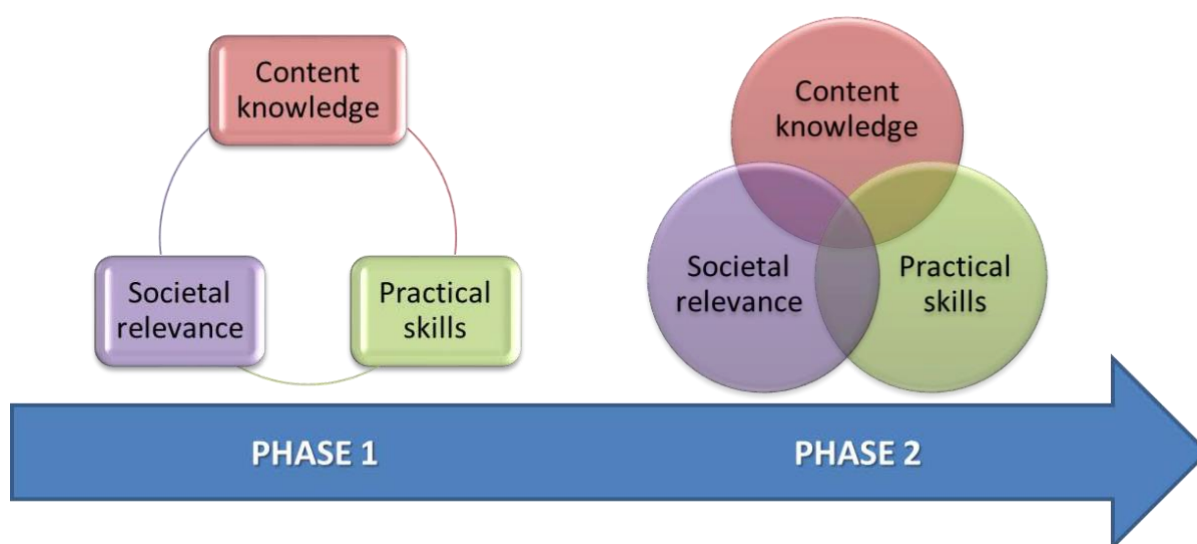 Content
knowledge
Societal
relevance
Practical
skills
Content
knowledge
Societal
relevance
Practical
skills
PHASE 1
PHASE 2